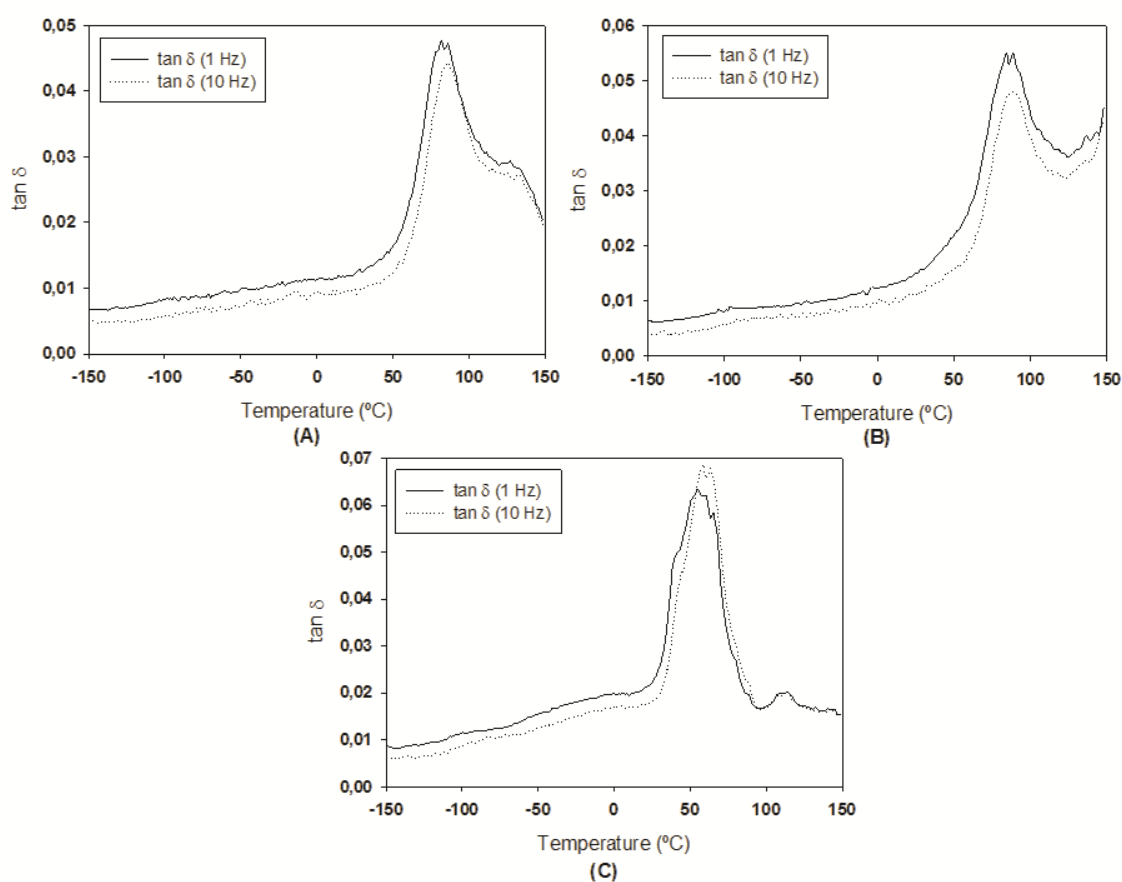 0,05
0,04
0,03
0,02
0,01
0,00
tan δ
tan δ (1 Hz)
tan δ (10 Hz)
-150 -100 -50 0 50 100 150
Temperature (ºC)
(A)
0,06
0,05
0,04
0,03
0,02
0,01
0,00
tan δ
tan δ (1 Hz)
tan δ (10 Hz)
-150 -100 -50 0 50 100 150
Temperature (ºC)
(B)
0,07
0,06
0,05
0,04
0,03
0,02
0,01
0,00
tan δ
tan δ (1 Hz)
tan δ (10 Hz)
-150 -100 -50 0 50 100 150
Temperature (ºC)
(C)